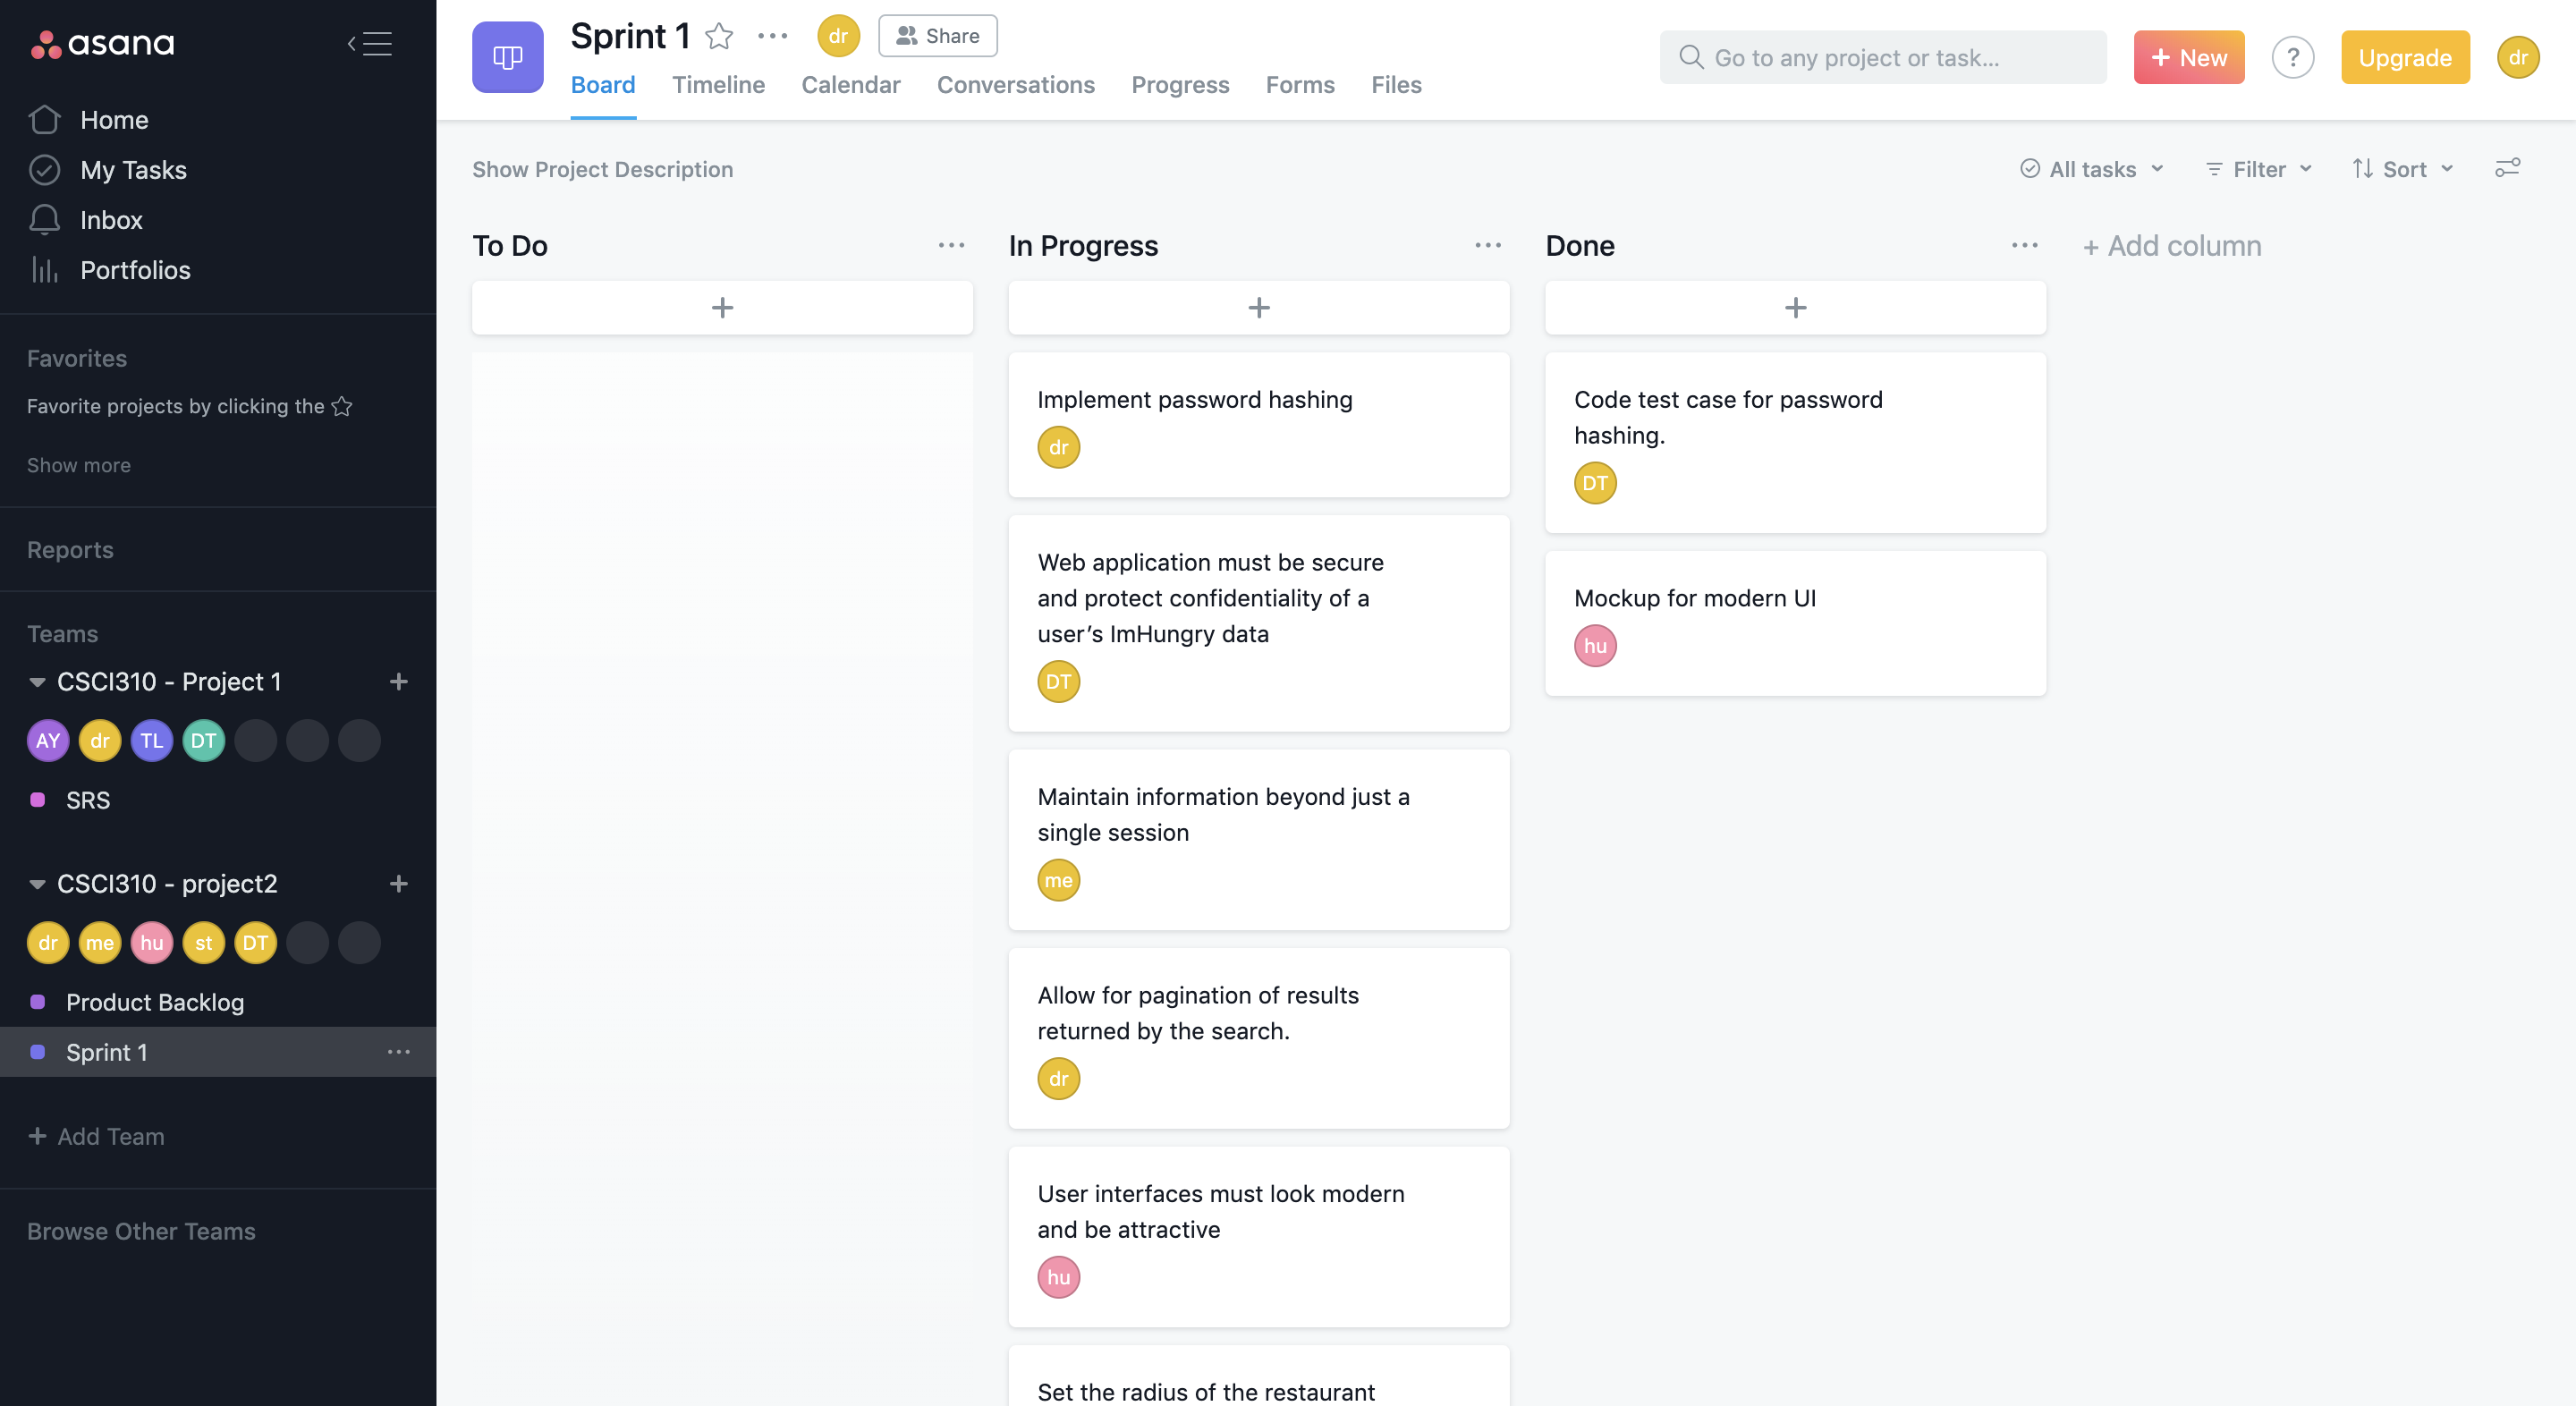 asana
Home
My Tasks
Inbox
Portfolios
Favorites
Favorite projects by clicking the
Show more
Reports
Teams
CSCI310 - Project 1
AY dr TL DT
SRS
CSCI310 - project2
dr me hu st DT
Product Backlog
Sprint 1
Add Team
Browse Other Teams
Sprint 1
dr
Share
Board Timeline Calendar Conversations Progress Forms Files
Go to any project or task...
+ New
?
Upgrade
dr
Show Project Description
All tasks
Filter
Sort
To Do
In Progress
Implement password hashing
dr
Web application must be secure
and protect confidentiality of a
user’s ImHungry data
DT
Maintain information beyond just a
single session
me
Allow for pagination of results
returned by the search.
dr
User interfaces must look modern
and be attractive
hu
Set the radius of the restaurant
Done
Code test case for password
hashing.
DT
Mockup for modern UI
hu
+ Add column